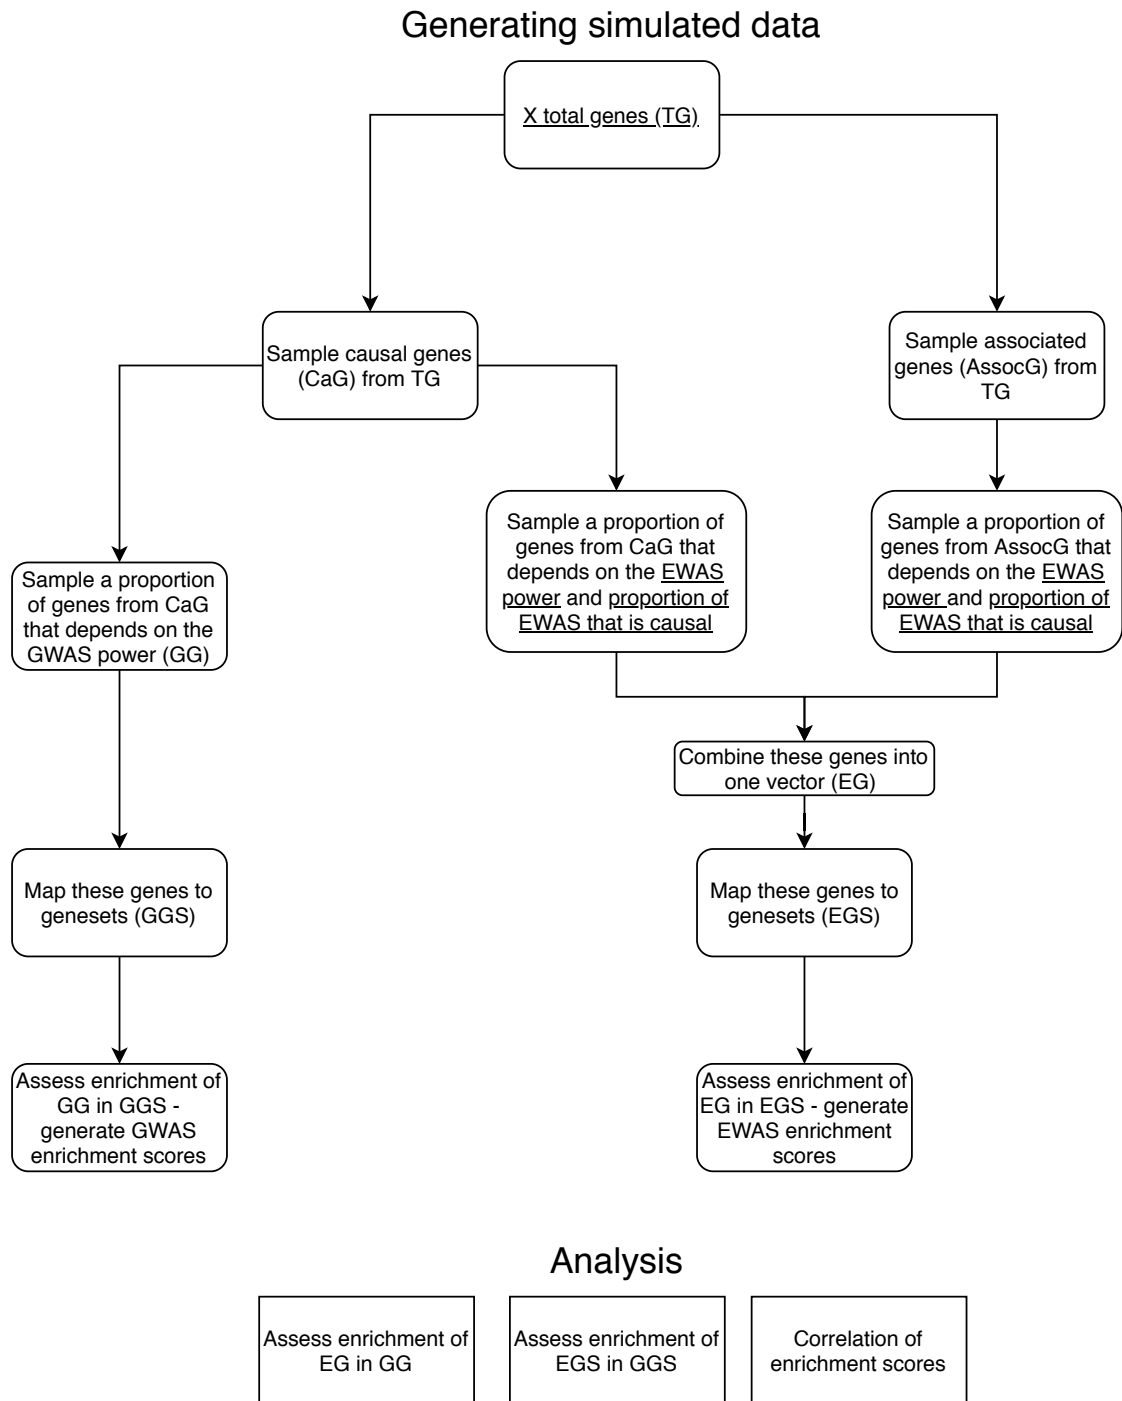 Generating simulated data
X total genes (TG)
Sample causal genes
(CaG) from TG
Sample associated
genes (AssocG) from
TG
Sample a proportion
of genes from CaG
that depends on the
GWAS power (GG)
Sample a proportion of
genes from CaG that
depends on the EWAS
power and proportion of
EWAS that is causal
Sample a proportion of
genes from AssocG that
depends on the EWAS
power and proportion of
EWAS that is causal
Combine these genes into
one vector (EG)
Map these genes to
genesets (GGS)
Map these genes to
genesets (EGS)
Assess enrichment of
GG in GGS -
generate GWAS
enrichment scores
Assess enrichment of
EG in EGS - generate
EWAS enrichment
scores
Analysis
Assess enrichment of
EG in GG
Assess enrichment of
EGS in GGS
Correlation of
enrichment scores